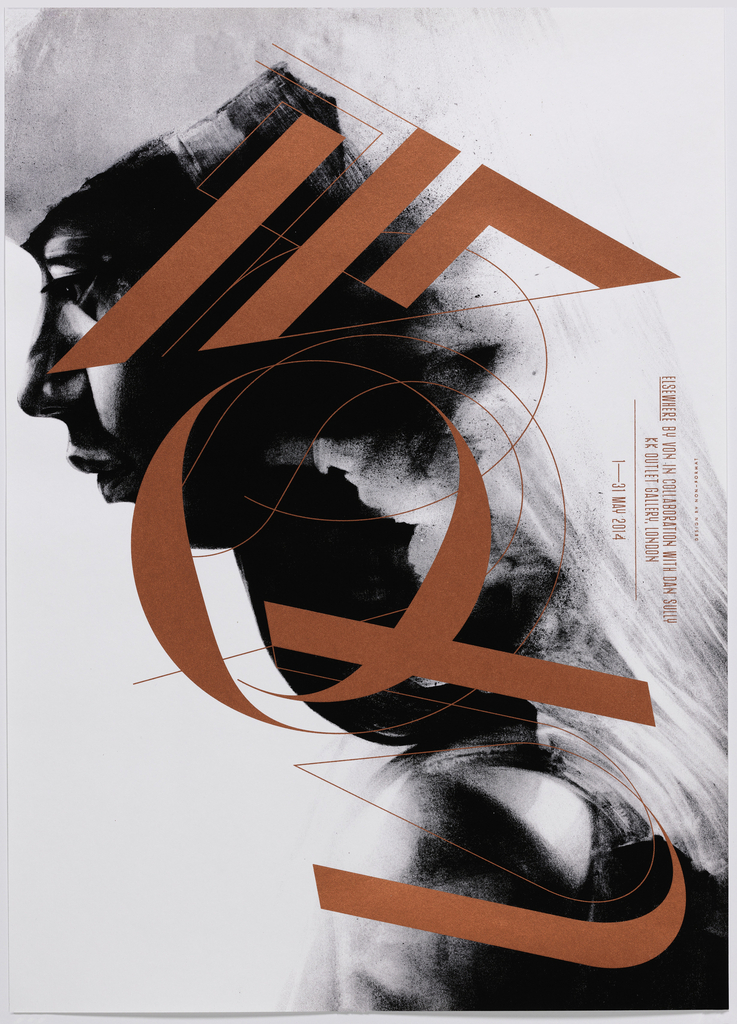 ELSEWHERE BY VON IN COLLABORATION WITH DAN SULLY
KK OUTLET GALLERY, LONDON
1—31 MAY 2014